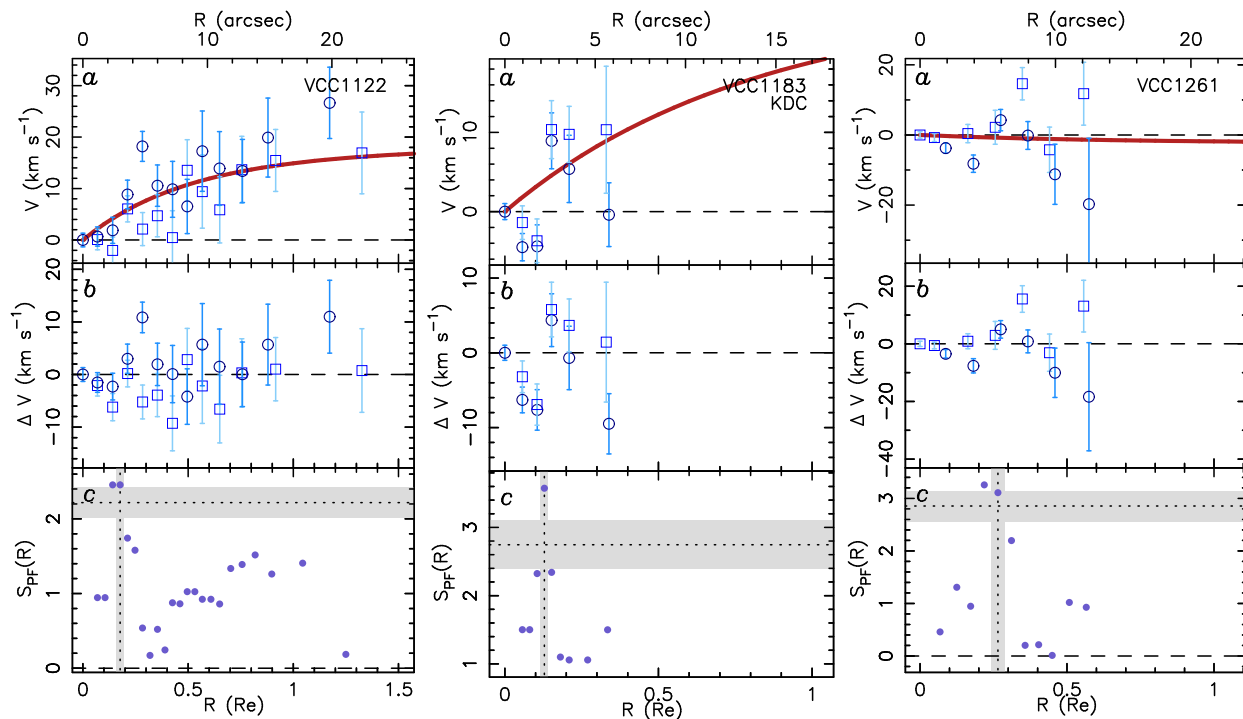 R (arcsec)
0 10 20
a
VCC1122
V (km s⁻¹)
0 10 20 30
b
Δ V (km s⁻¹)
−10 0 10 20
c
S_PF(R)
0 1 2
0 0.5 1 1.5
R (Re)
R (arcsec)
0 5 10 15
a
VCC1183
KDC
V (km s⁻¹)
0 10
b
Δ V (km s⁻¹)
−10 0 10
c
S_PF(R)
1 2 3
0 0.5 1
R (Re)
R (arcsec)
0 10 20
a
VCC1261
V (km s⁻¹)
−20 0 20
b
Δ V (km s⁻¹)
−40 −20 0 20
c
S_PF(R)
0 1 2 3
0 0.5 1
R (Re)